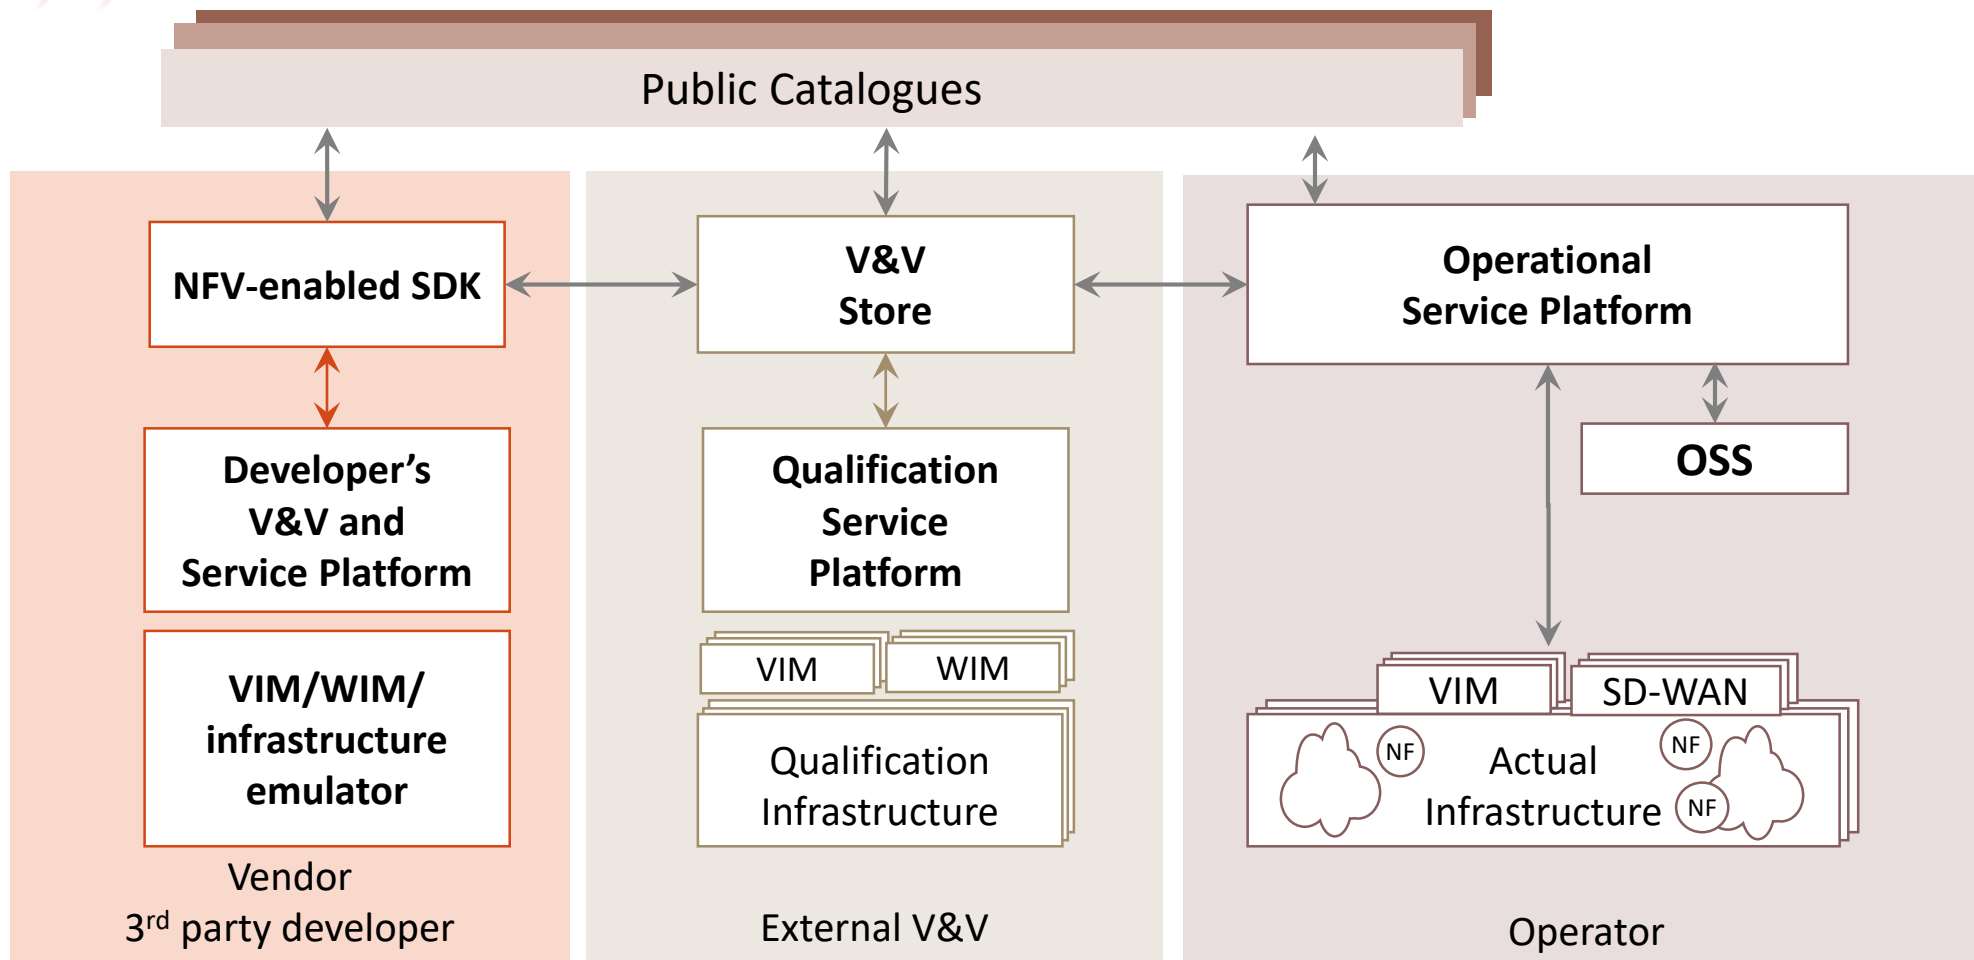 Public Catalogues
NFV-enabled SDK
Developer’s
V&V and
Service Platform
VIM/WIM/
infrastructure
emulator
Vendor
3rd party developer
V&V
Store
Qualification
Service
Platform
VIM
WIM
Qualification
Infrastructure
External V&V
Operational
Service Platform
OSS
VIM
SD-WAN
NF
Actual
Infrastructure
NF
NF
Operator